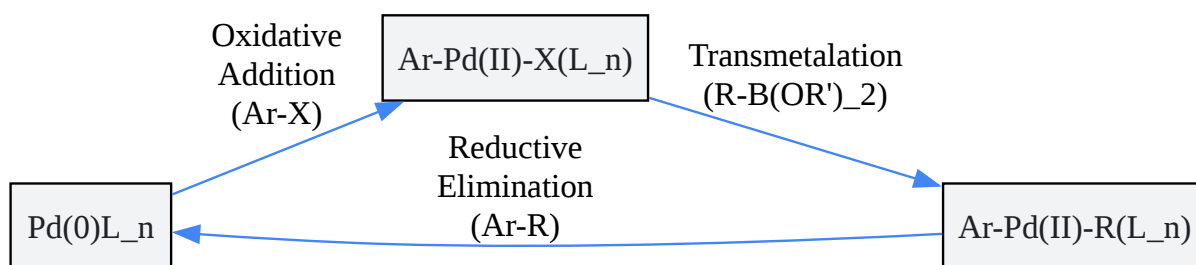 Oxidative
Addition
(Ar-X)
Ar-Pd(II)-X(L_n)
Transmetalation
(R-B(OR')_2)
Reductive
Elimination
(Ar-R)
Pd(0)L_n
Ar-Pd(II)-R(L_n)